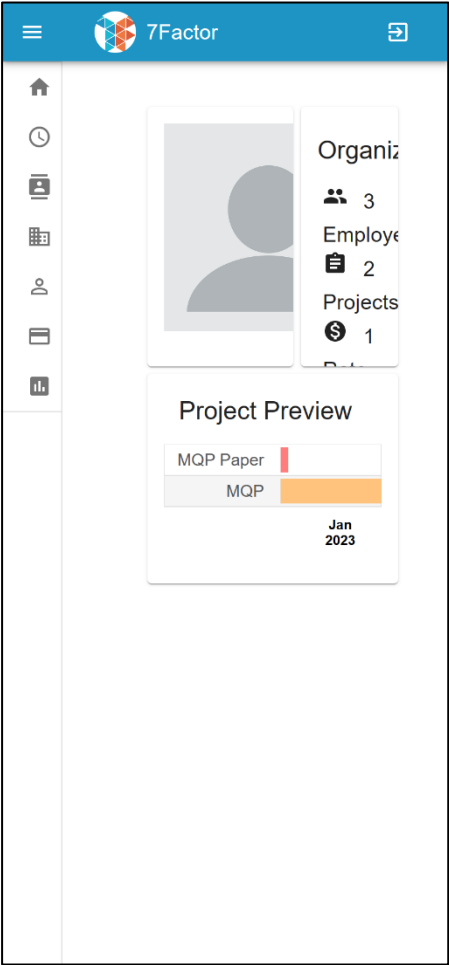 7Factor
Organiz
3
Employe
2
Projects
1
Project Preview
MQP Paper
MQP
Jan
2023